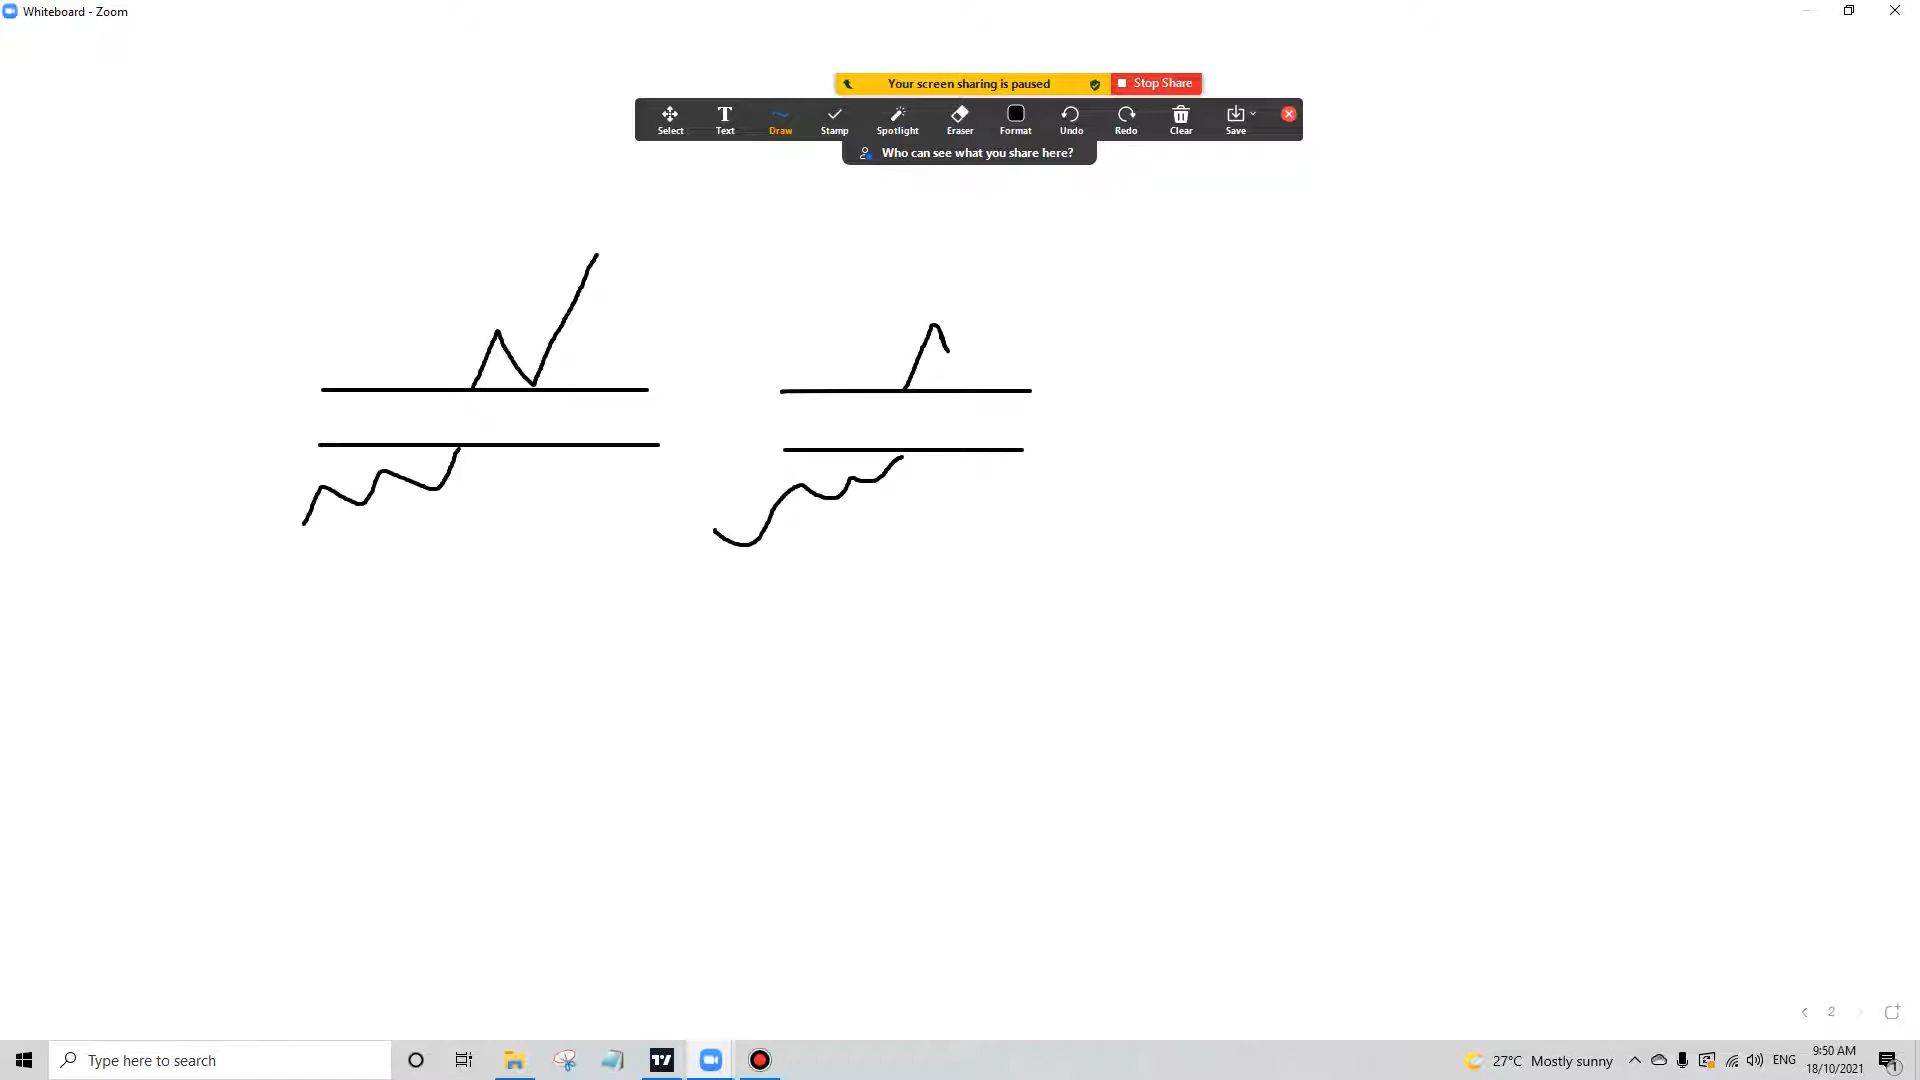 Whiteboard - Zoom
Your screen sharing is paused
Stop Share
Select
Text
Draw
Stamp
Spotlight
Eraser
Format
Undo
Redo
Clear
Save
Who can see what you share here?
2
Type here to search
27°C Mostly sunny
ENG
9:50 AM
18/10/2021
1